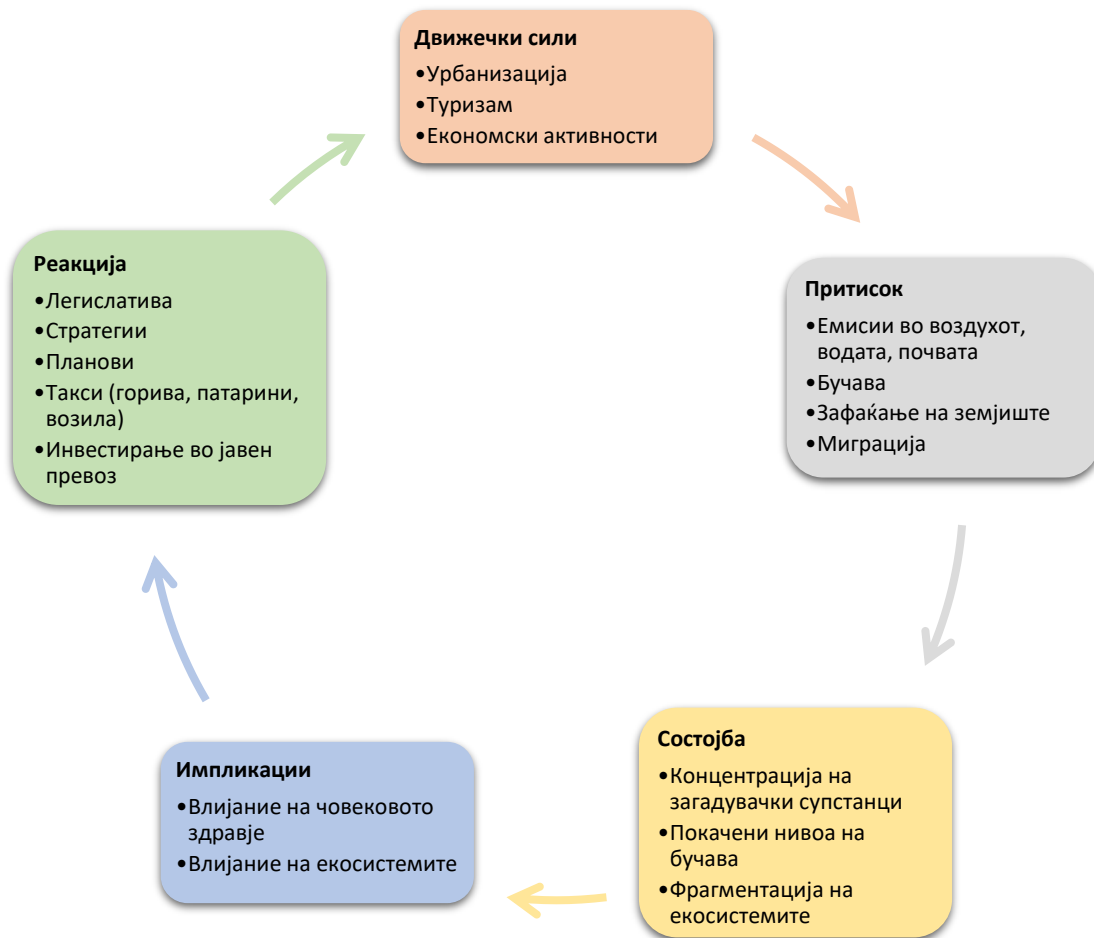 Движечки сили
•Урбанизација
•Туризам
•Економски активности
Притисок
•Емисии во воздухот,
водата, почвата
•Бучава
•Зафаќање на земјиште
•Миграција
Состојба
•Концентрација на
загадувачки супстанци
•Покачени нивоа на
бучава
•Фрагментација на
екосистемите
Импликации
•Влијание на човековото
здравје
•Влијание на екосистемите
Реакција
•Легислатива
•Стратегии
•Планови
•Такси (горива, патарини,
возила)
•Инвестирање во јавен
превоз